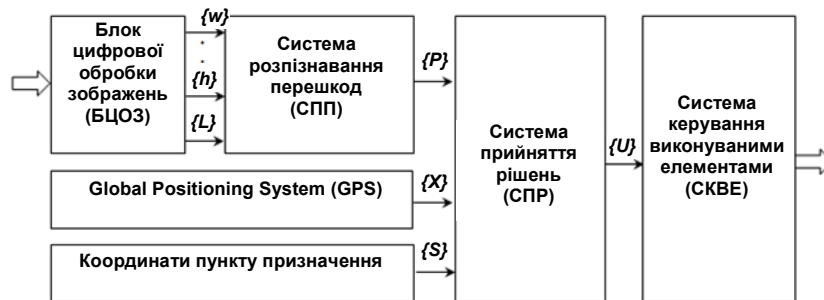 Блок
цифрової
обробки
зображень
(БЦОЗ)
{w}
.
.
{h}
{L}
Система
розпізнавання
перешкод
(СПП)
{P}
Global Positioning System (GPS)
{X}
Координати пункту призначення
{S}
Система
прийняття
рішень
(СПР)
{U}
Система
керування
виконуваними
елементами
(СКВЕ)